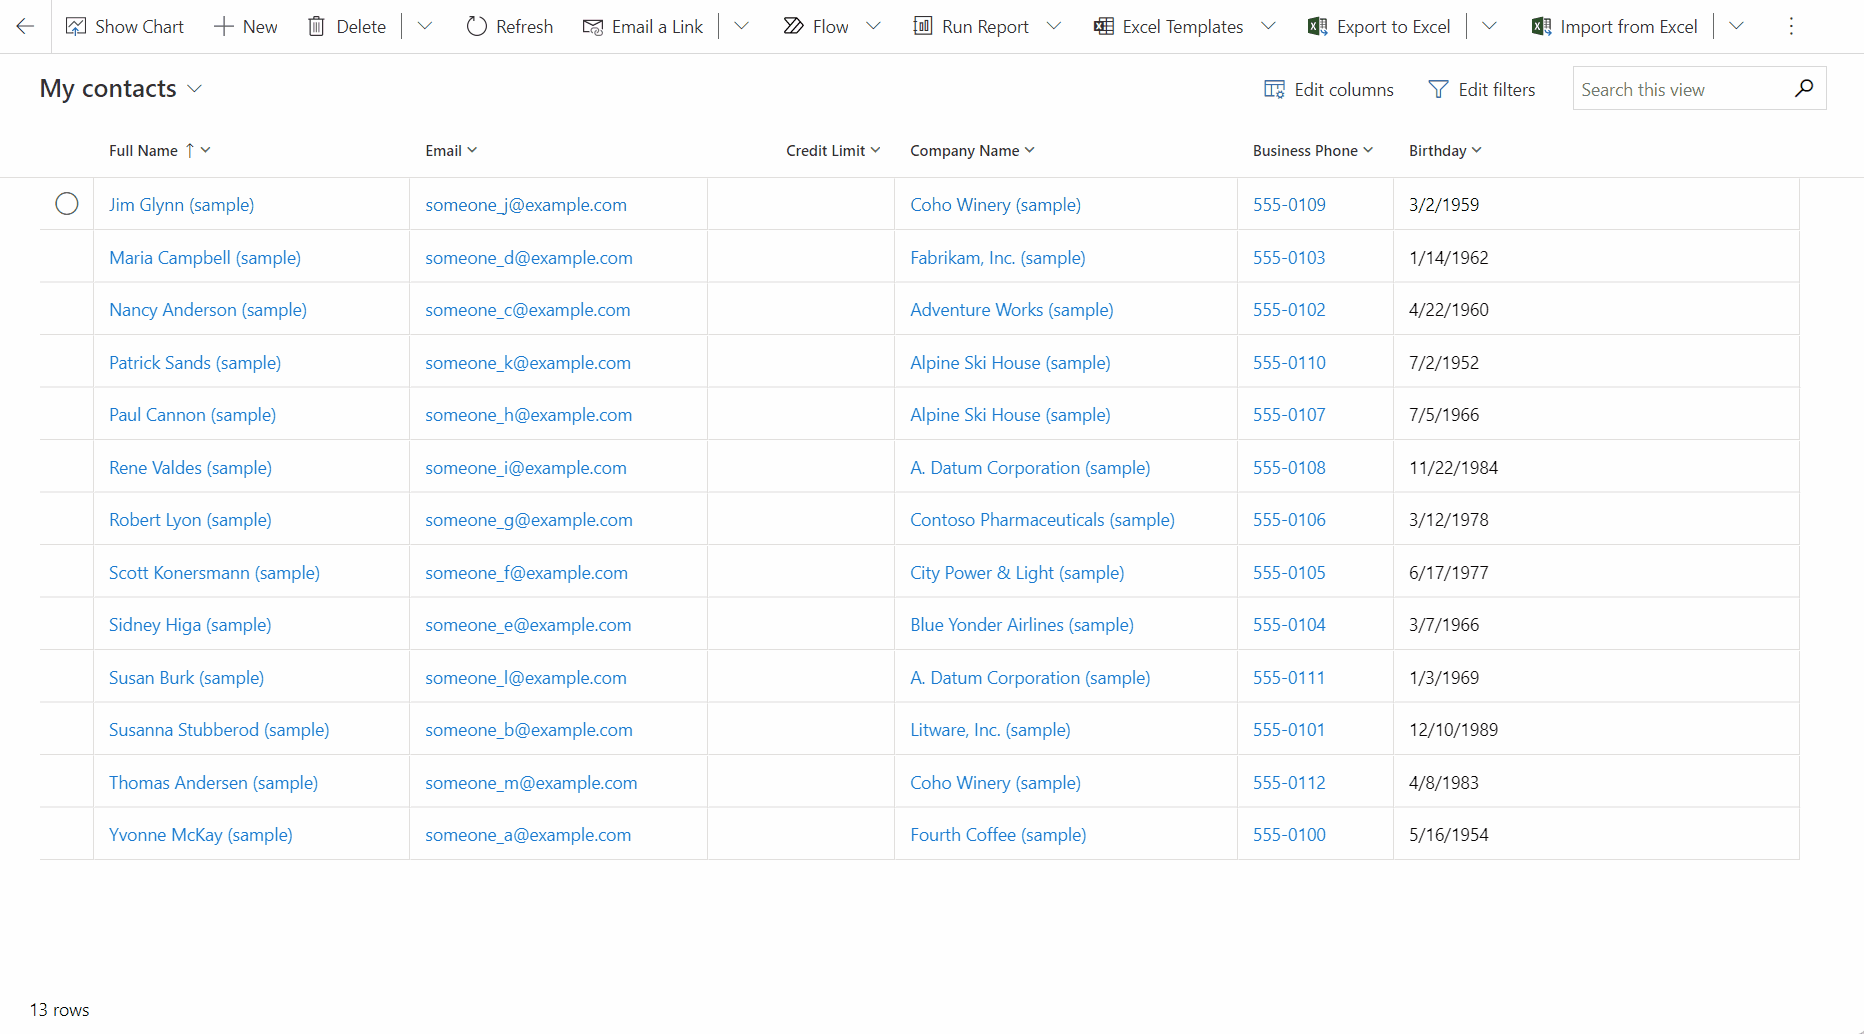 Show Chart New Delete Refresh Email a Link Flow Run Report Excel Templates Export to Excel Import from Excel
My contacts Edit columns Edit filters Search this view
Full Name Email Credit Limit Company Name Business Phone Birthday
Jim Glynn (sample) someone_j@example.com Coho Winery (sample) 555-0109 3/2/1959
Maria Campbell (sample) someone_d@example.com Fabrikam, Inc. (sample) 555-0103 1/14/1962
Nancy Anderson (sample) someone_c@example.com Adventure Works (sample) 555-0102 4/22/1960
Patrick Sands (sample) someone_k@example.com Alpine Ski House (sample) 555-0110 7/2/1952
Paul Cannon (sample) someone_h@example.com Alpine Ski House (sample) 555-0107 7/5/1966
Rene Valdes (sample) someone_i@example.com A. Datum Corporation (sample) 555-0108 11/22/1984
Robert Lyon (sample) someone_g@example.com Contoso Pharmaceuticals (sample) 555-0106 3/12/1978
Scott Konersmann (sample) someone_f@example.com City Power & Light (sample) 555-0105 6/17/1977
Sidney Higa (sample) someone_e@example.com Blue Yonder Airlines (sample) 555-0104 3/7/1966
Susan Burk (sample) someone_l@example.com A. Datum Corporation (sample) 555-0111 1/3/1969
Susanna Stubberod (sample) someone_b@example.com Litware, Inc. (sample) 555-0101 12/10/1989
Thomas Andersen (sample) someone_m@example.com Coho Winery (sample) 555-0112 4/8/1983
Yvonne McKay (sample) someone_a@example.com Fourth Coffee (sample) 555-0100 5/16/1954
13 rows